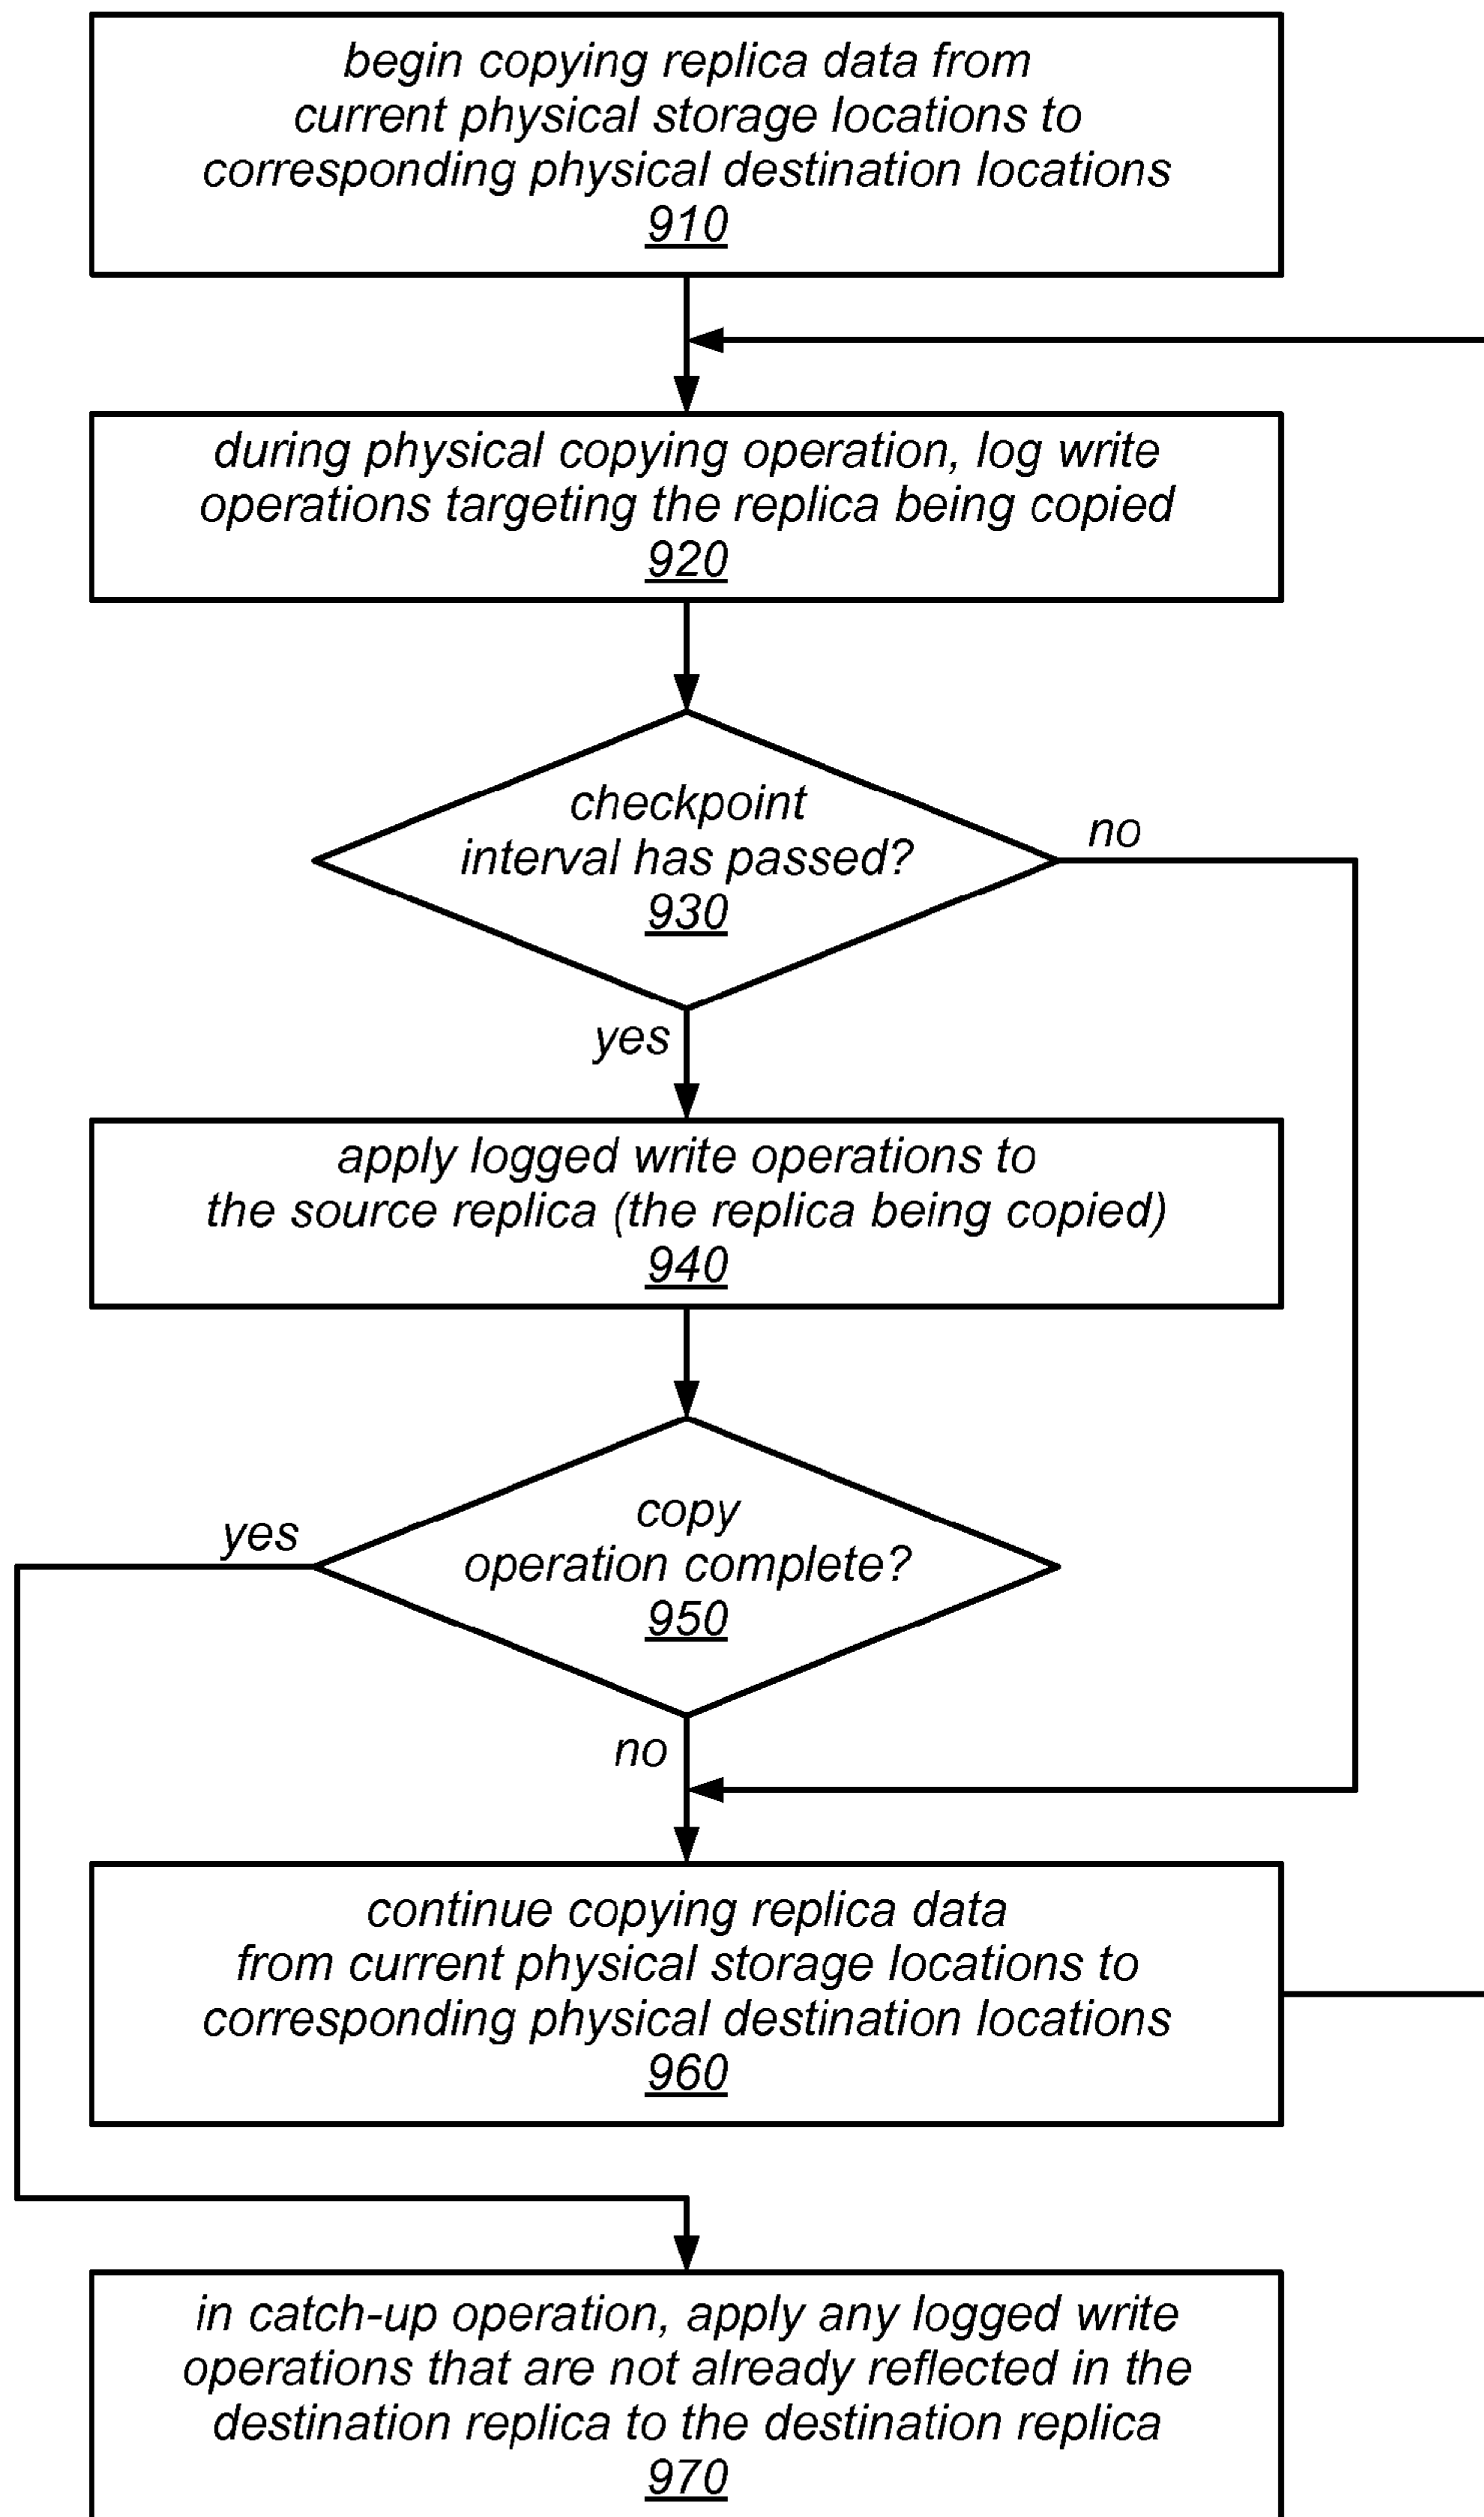 begin copying replica data from
current physical storage locations to
corresponding physical destination locations
910
during physical copying operation, log write
operations targeting the replica being copied
920
checkpoint
interval has passed?
930
no
yes
apply logged write operations to
the source replica (the replica being copied)
940
copy
operation complete?
950
yes
no
continue copying replica data
from current physical storage locations to
corresponding physical destination locations
960
in catch-up operation, apply any logged write
operations that are not already reflected in the
destination replica to the destination replica
970